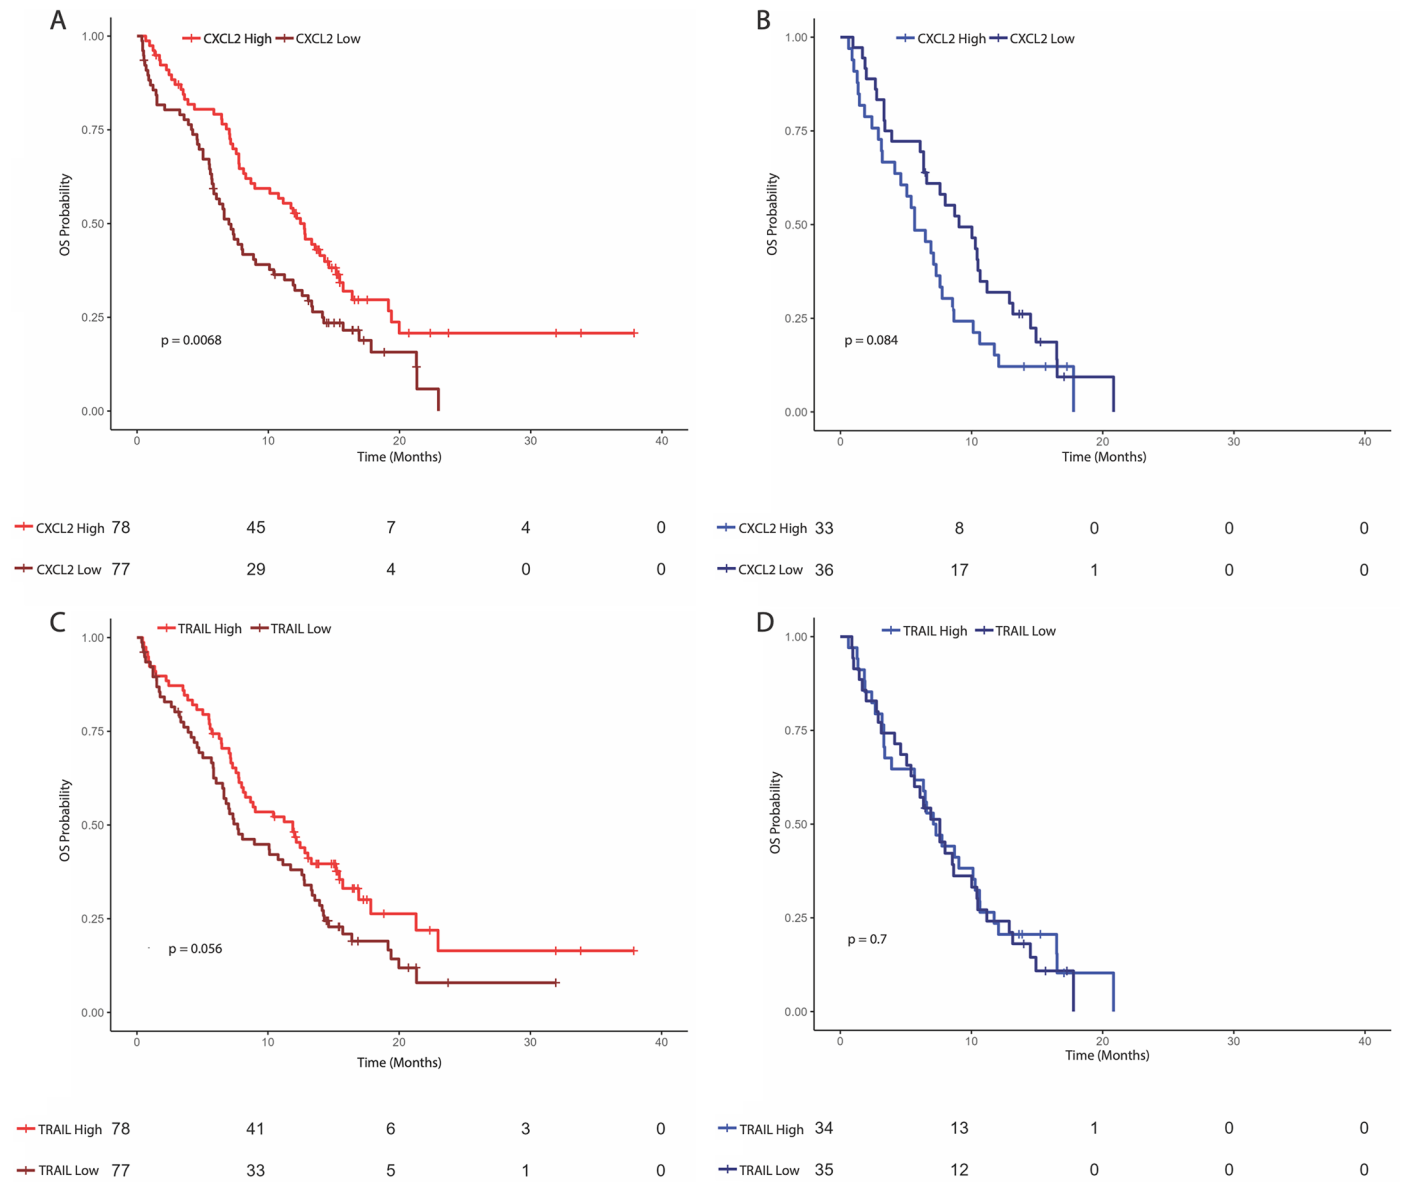 A
CXCL2 High CXCL2 Low
1.00
0.75
0.50
0.25
0.00
OS Probability
p = 0.0068
0 10 20 30 40
Time (Months)
CXCL2 High 78 45 7 4 0
CXCL2 Low 77 29 4 0 0
B
CXCL2 High CXCL2 Low
1.00
0.75
0.50
0.25
0.00
OS Probability
p = 0.084
0 10 20 30 40
Time (Months)
CXCL2 High 33 8 0 0 0
CXCL2 Low 36 17 1 0 0
C
TRAIL High TRAIL Low
1.00
0.75
0.50
0.25
0.00
OS Probability
p = 0.056
0 10 20 30 40
Time (Months)
TRAIL High 78 41 6 3 0
TRAIL Low 77 33 5 1 0
D
TRAIL High TRAIL Low
1.00
0.75
0.50
0.25
0.00
OS Probability
p = 0.7
0 10 20 30 40
Time (Months)
TRAIL High 34 13 1 0 0
TRAIL Low 35 12 0 0 0